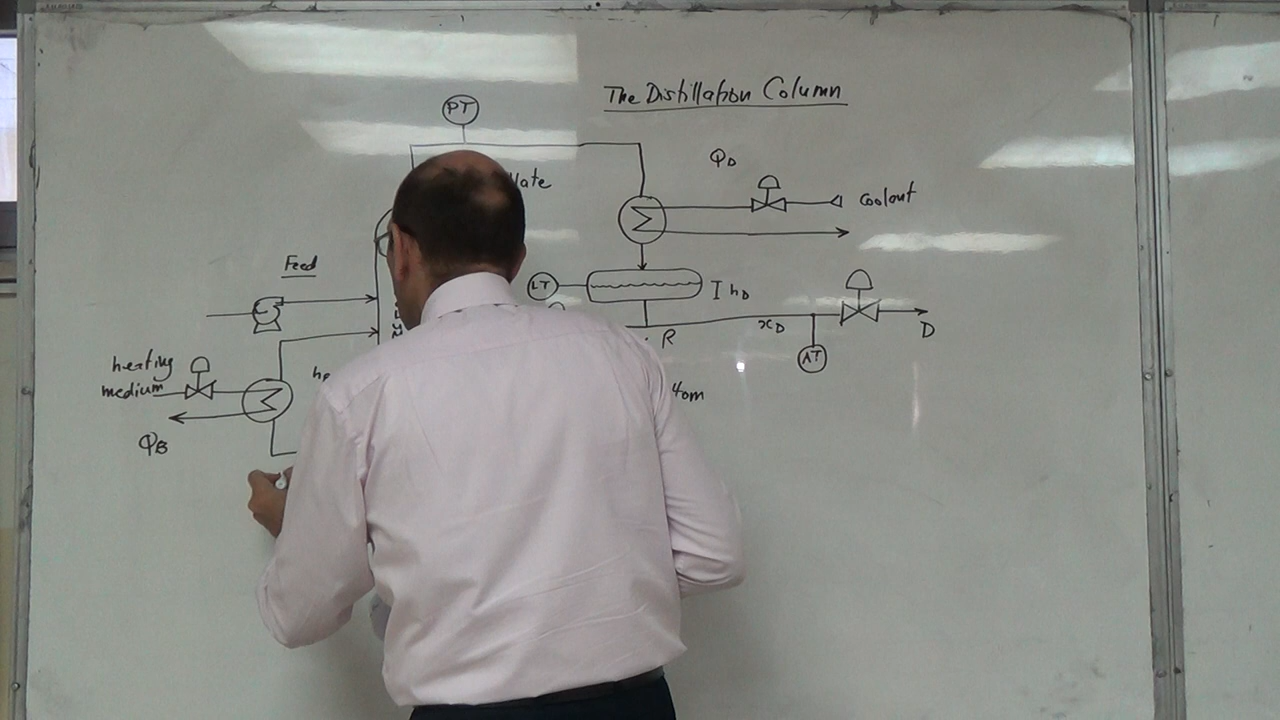 The Distillation Column
PT
QD
Coolant
Feed
LT
I hD
xD
R
D
AT
heating
medium
QB